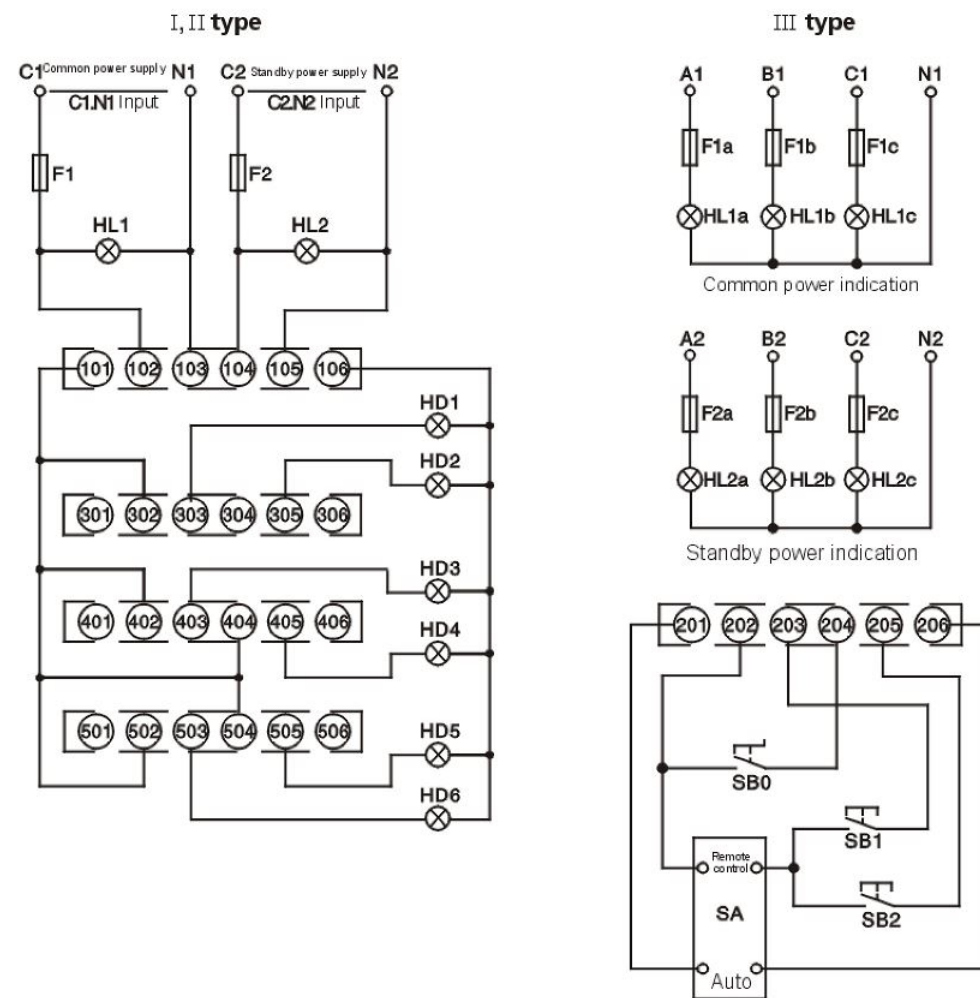 I, II type
C1 Common power supply N1 C2 Standby power supply N2
C1.N1 Input C2.N2 Input
F1 F2
HL1 HL2
101 102 103 104 105 106
HD1
HD2
301 302 303 304 305 306
HD3
401 402 403 404 405 406
HD4
501 502 503 504 505 506
HD5
HD6
III type
A1 B1 C1 N1
F1a F1b F1c
HL1a HL1b HL1c
Common power indication
A2 B2 C2 N2
F2a F2b F2c
HL2a HL2b HL2c
Standby power indication
201 202 203 204 205 206
SB0
SB1
Remote
control
SB2
SA
Auto